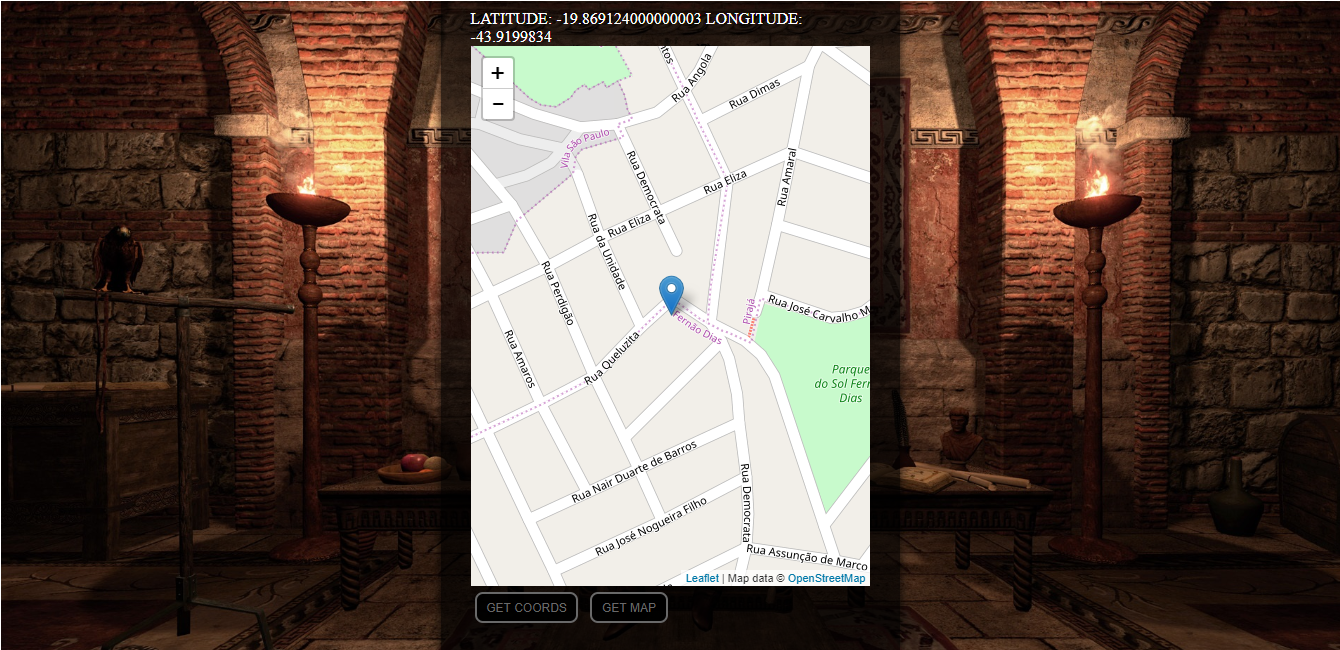 LATITUDE: -19.869124000000003 LONGITUDE:
-43.9199834
+
−
Rua Angola
Rua Dimas
Vila São Paulo
Rua Democrata
Rua Eliza
Rua Amaral
Rua Eliza
Rua da Unidade
Rua Perdigão
Rua José Carvalho M
Pirajá
Fernão Dias
Rua Amaros
Rua Queluzita
Parque
do Sol Fern
Dias
Rua Nair Duarte de Barros
Rua José Nogueira Filho
Rua Democrata
Rua Assunção de Marco
Leaflet | Map data © OpenStreetMap
GET COORDS GET MAP